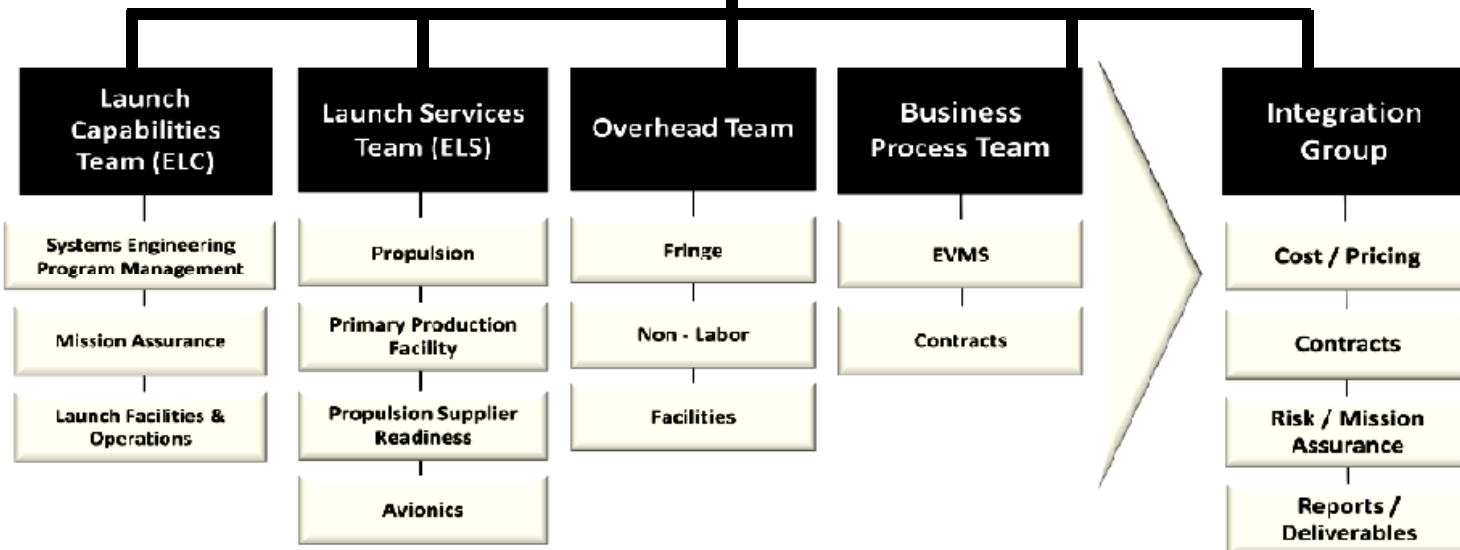 Launch
Capabilities
Team (ELC)
Systems Engineering
Program Management
Mission Assurance
Launch Facilities &
Operations
Launch Services
Team (ELS)
Propulsion
Primary Production
Facility
Propulsion Supplier
Readiness
Avionics
Overhead Team
Fringe
Non - Labor
Facilities
Business
Process Team
EVMS
Contracts
Integration
Group
Cost / Pricing
Contracts
Risk / Mission
Assurance
Reports /
Deliverables